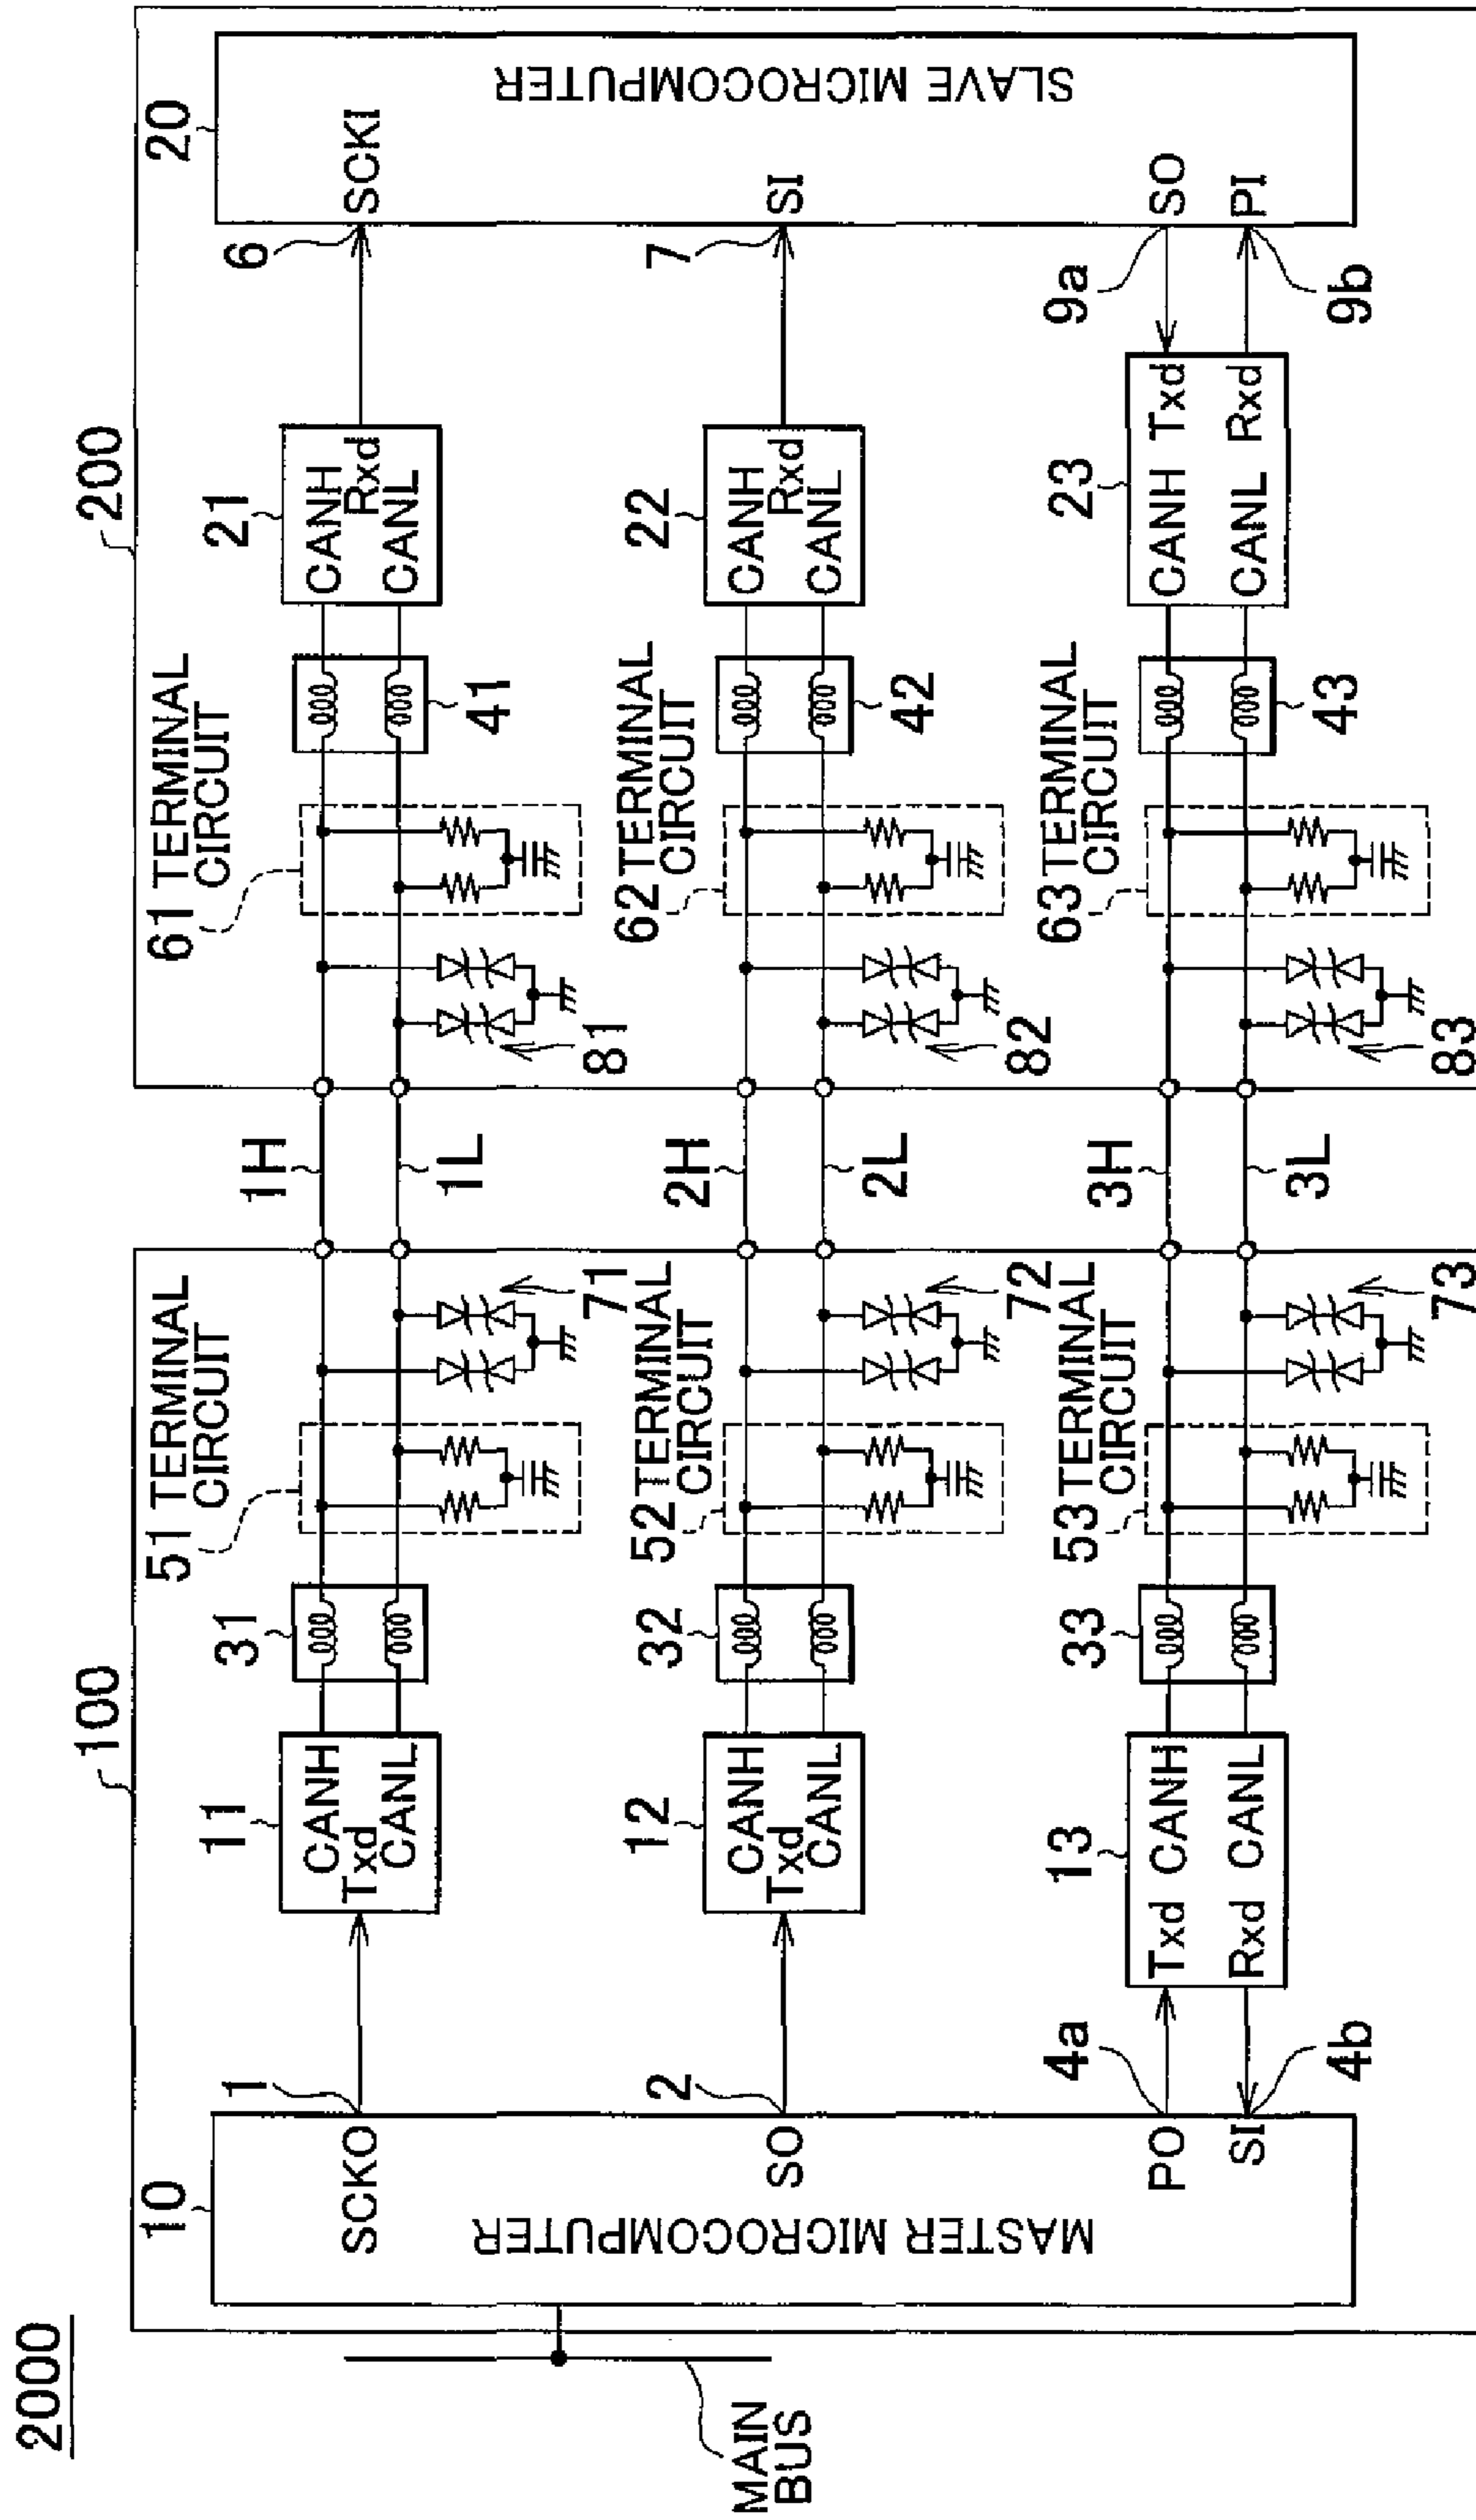 2000
100
200
10
MASTER MICROCOMPUTER
MAIN
BUS
SCKO
1
11
CANH
Txd
CANL
31
51 TERMINAL
CIRCUIT
71
1H
1L
61 TERMINAL
CIRCUIT
81
41
21
CANH
Rxd
CANL
6
SCKI
20
SLAVE MICROCOMPUTER
SO
2
12
CANH
Txd
CANL
32
52 TERMINAL
CIRCUIT
72
2H
2L
62 TERMINAL
CIRCUIT
82
42
22
CANH
Rxd
CANL
7
SI
PO
4a
SI
4b
13
Txd CANH
Rxd CANL
33
53 TERMINAL
CIRCUIT
73
3H
3L
63 TERMINAL
CIRCUIT
83
43
23
CANH Txd
CANL Rxd
9a
SO
9b
PI